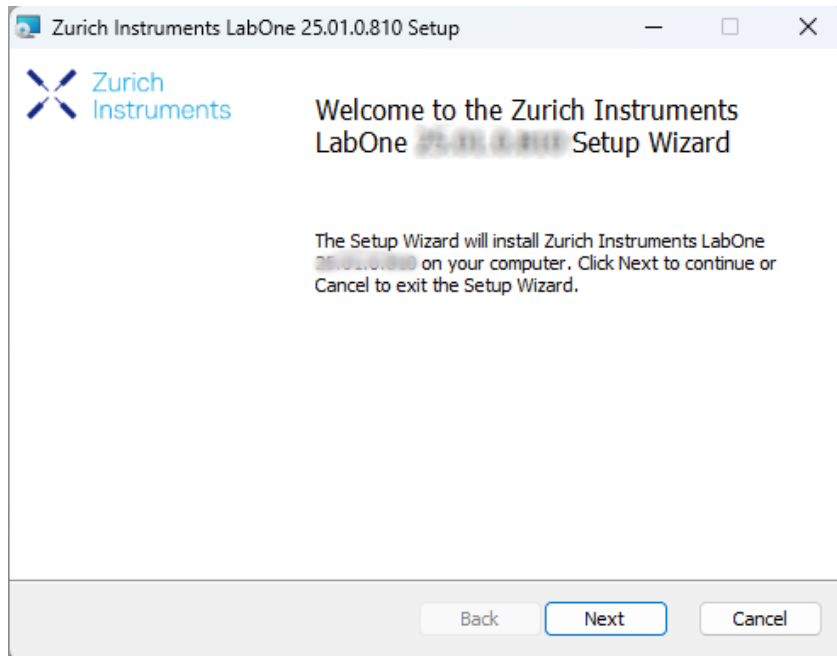 Zurich Instruments LabOne 25.01.0.810 Setup
Zurich
Instruments
Welcome to the Zurich Instruments
LabOne Setup Wizard
The Setup Wizard will install Zurich Instruments LabOne
on your computer. Click Next to continue or
Cancel to exit the Setup Wizard.
Back
Next
Cancel